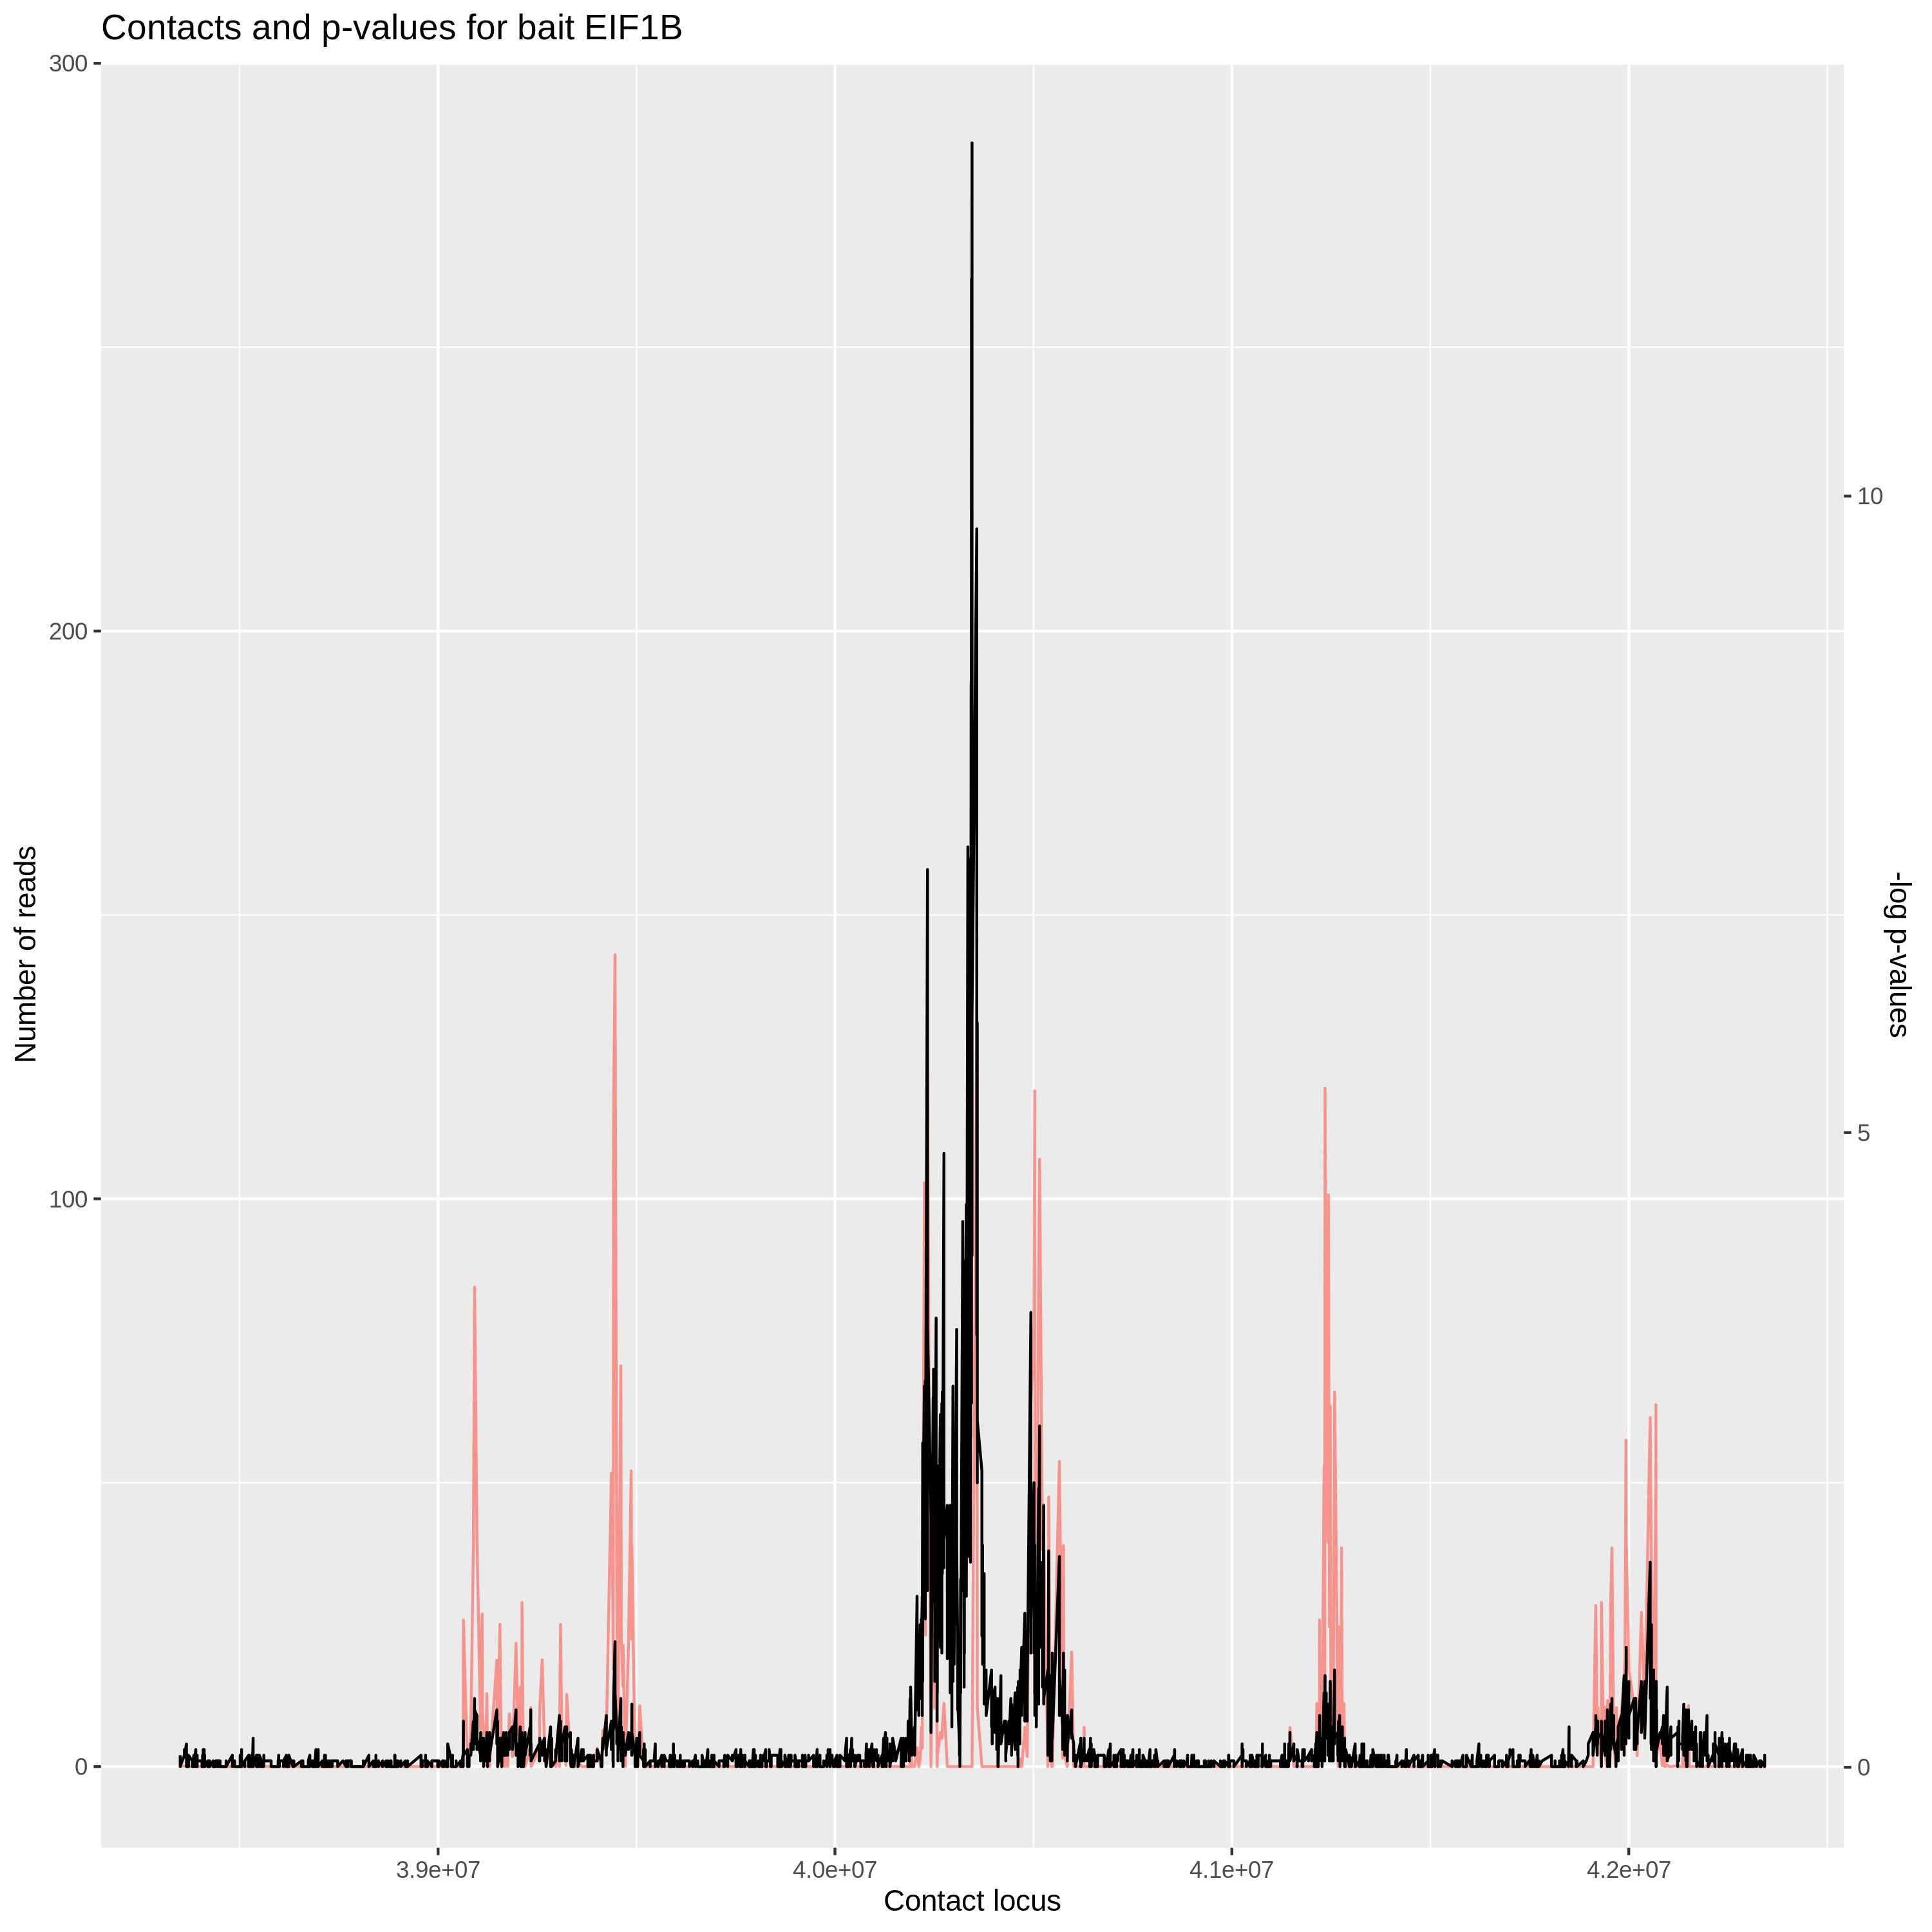 Contacts and p-values for bait EIF1B
300
200
100
0
Number of reads
10
5
0
-log p-values
3.9e+07
4.0e+07
4.1e+07
4.2e+07
Contact locus